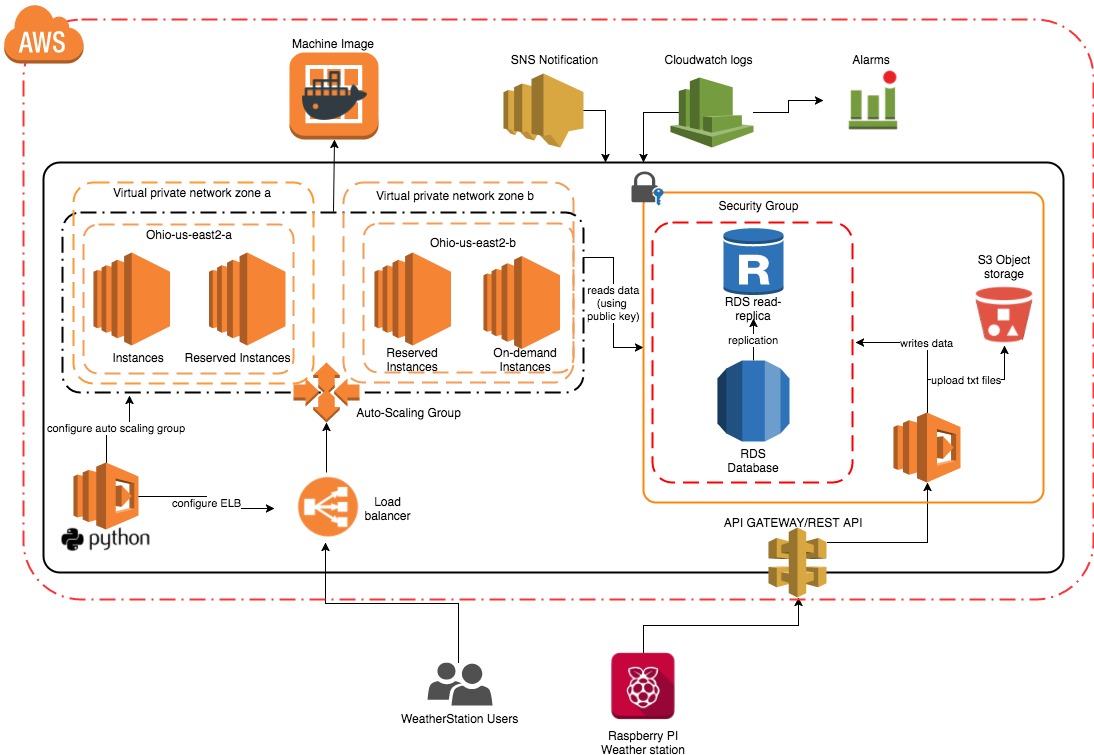 AWS
Machine Image
SNS Notification
Cloudwatch logs
Alarms
Virtual private network zone a
Virtual private network zone b
Security Group
Ohio-us-east2-a
Ohio-us-east2-b
S3 Object
storage
R
reads data
(using
public key)
RDS read-
replica
replication
writes data
Instances
Reserved Instances
Reserved
Instances
On-demand
Instances
upload txt files
Auto-Scaling Group
configure auto scaling group
RDS
Database
configure ELB
Load
balancer
API GATEWAY/REST API
python
WeatherStation Users
Raspberry PI
Weather station